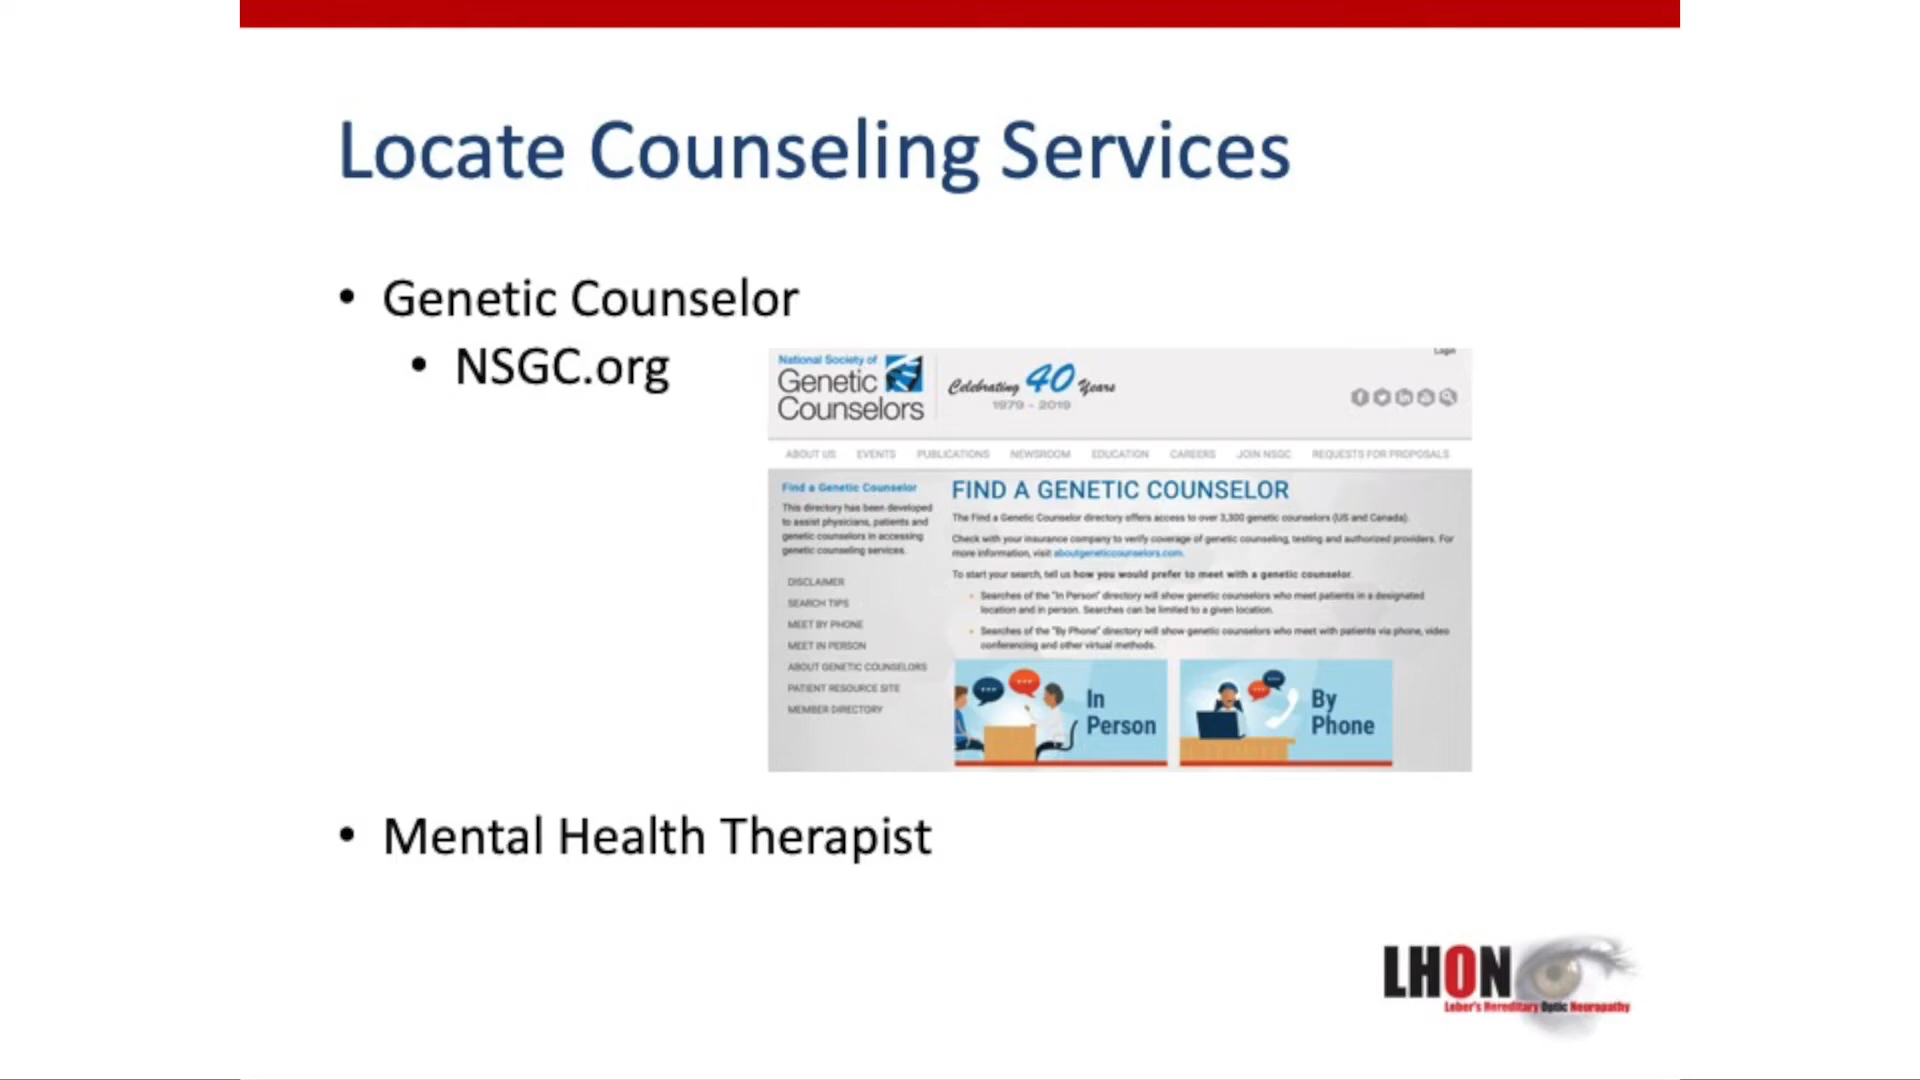 Locate Counseling Services
• Genetic Counselor
• NSGC.org
Login
National Society of
Genetic
Counselors
Celebrating 40 Years
1979 - 2019
ABOUT US EVENTS PUBLICATIONS NEWSROOM EDUCATION CAREERS JOIN NSGC REQUESTS FOR PROPOSALS
Find a Genetic Counselor
This directory has been developed
to assist physicians, patients and
genetic counselors in accessing
genetic counseling services.
DISCLAIMER
SEARCH TIPS
MEET BY PHONE
MEET IN PERSON
ABOUT GENETIC COUNSELORS
PATIENT RESOURCE SITE
MEMBER DIRECTORY
FIND A GENETIC COUNSELOR
The Find a Genetic Counselor directory offers access to over 3,300 genetic counselors (US and Canada).
Check with your insurance company to verify coverage of genetic counseling, testing and authorized providers. For
more information, visit aboutgeneticcounselors.com.
To start your search, tell us how you would prefer to meet with a genetic counselor.
• Searches of the "In Person" directory will show genetic counselors who meet patients in a designated
location and in person. Searches can be limited to a given location.
• Searches of the "By Phone" directory will show genetic counselors who meet with patients via phone, video
conferencing and other virtual methods.
In
Person
By
Phone
• Mental Health Therapist
LHON
Leber's Hereditary Optic Neuropathy